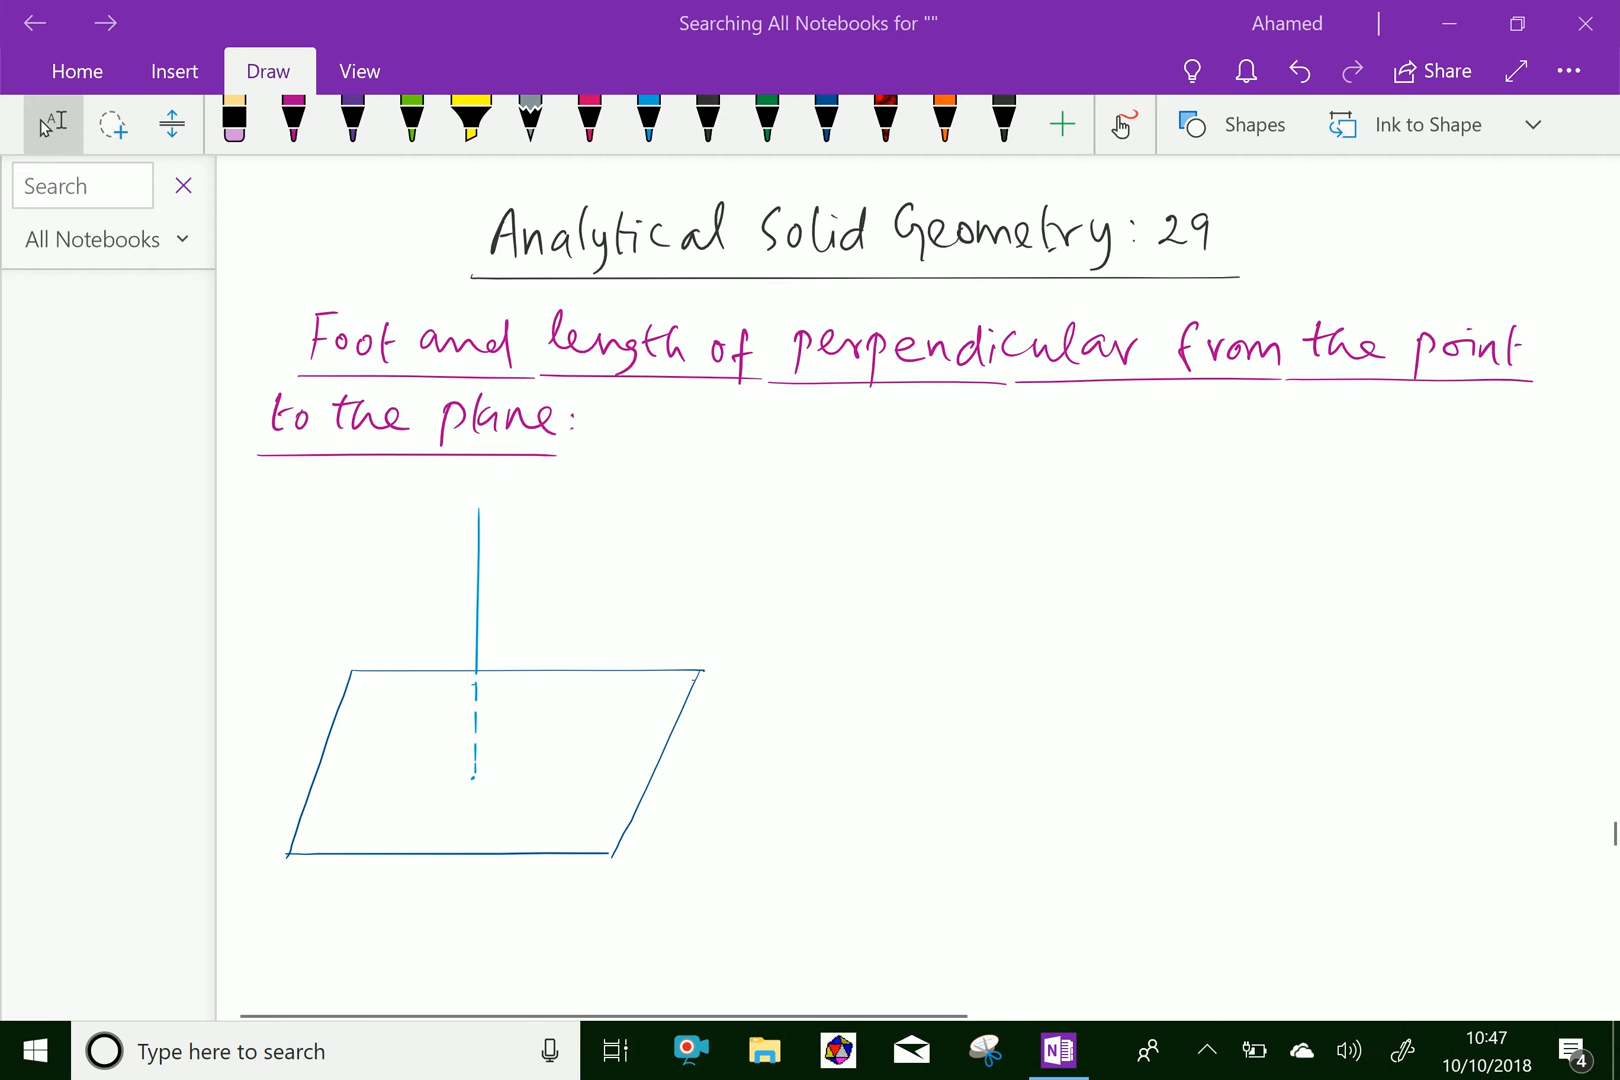 Searching All Notebooks for ""
Ahamed
Home Insert Draw View
Share
Shapes Ink to Shape
Search
All Notebooks
Analytical Solid Geometry: 29
Foot and length of perpendicular from the point
to the plane:
Type here to search
10:47
10/10/2018
4